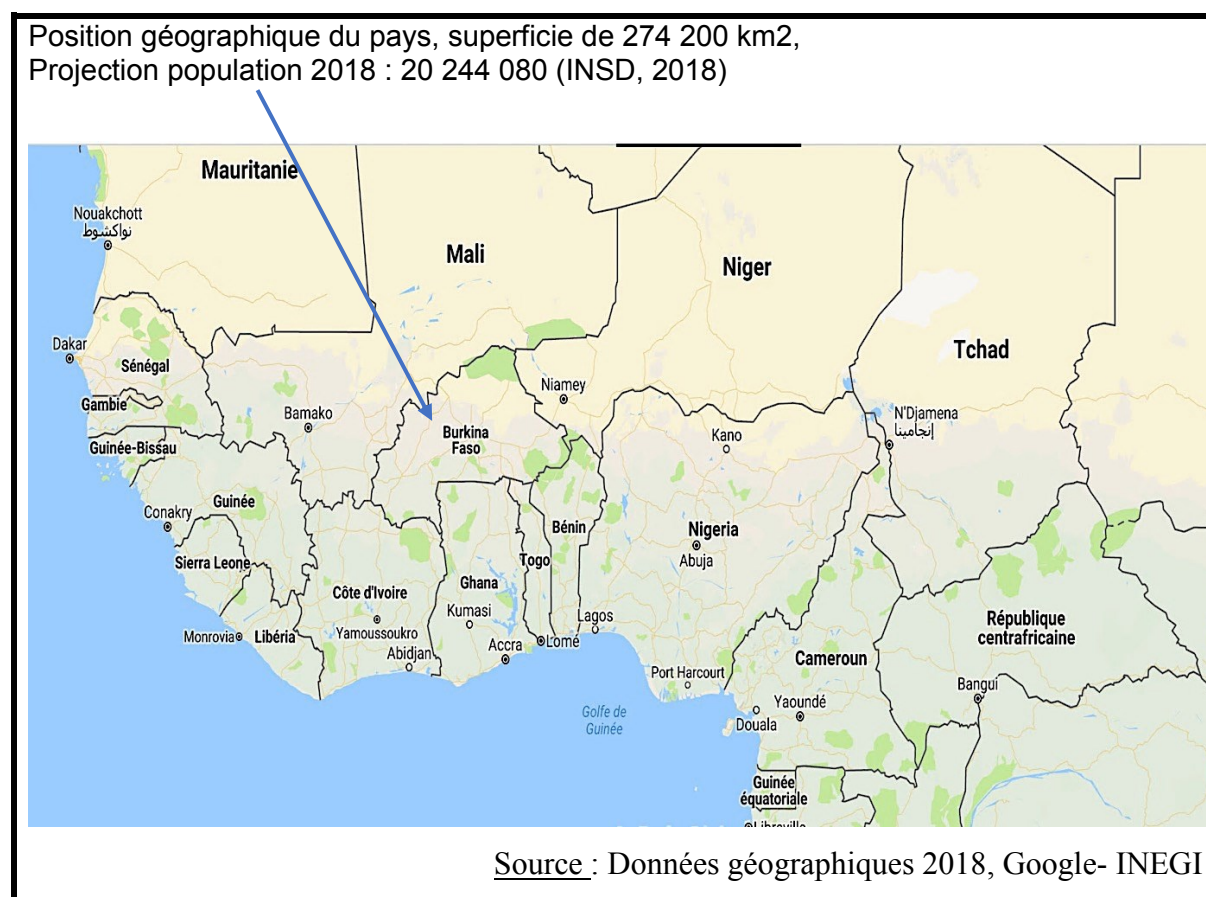 Position géographique du pays, superficie de 274 200 km2,
Projection population 2018 : 20 244 080 (INSD, 2018)
Mauritanie
Nouakchott
نواكشوط
Mali
Niger
Tchad
Dakar
Sénégal
Gambie
Bamako
Niamey
Burkina
Faso
Kano
N'Djamena
إنجامينا
Guinée-Bissau
Guinée
Conakry
Sierra Leone
Bénin
Nigeria
Abuja
Togo
Ghana
Côte d'Ivoire
Kumasi
Lagos
République
centrafricaine
Monrovia
Libéria
Yamoussoukro
Abidjan
Accra
Lomé
Cameroun
Port Harcourt
Bangui
Yaoundé
Golfe de
Guinée
Douala
Guinée
équatoriale
Libreville
Source : Données géographiques 2018, Google- INEGI